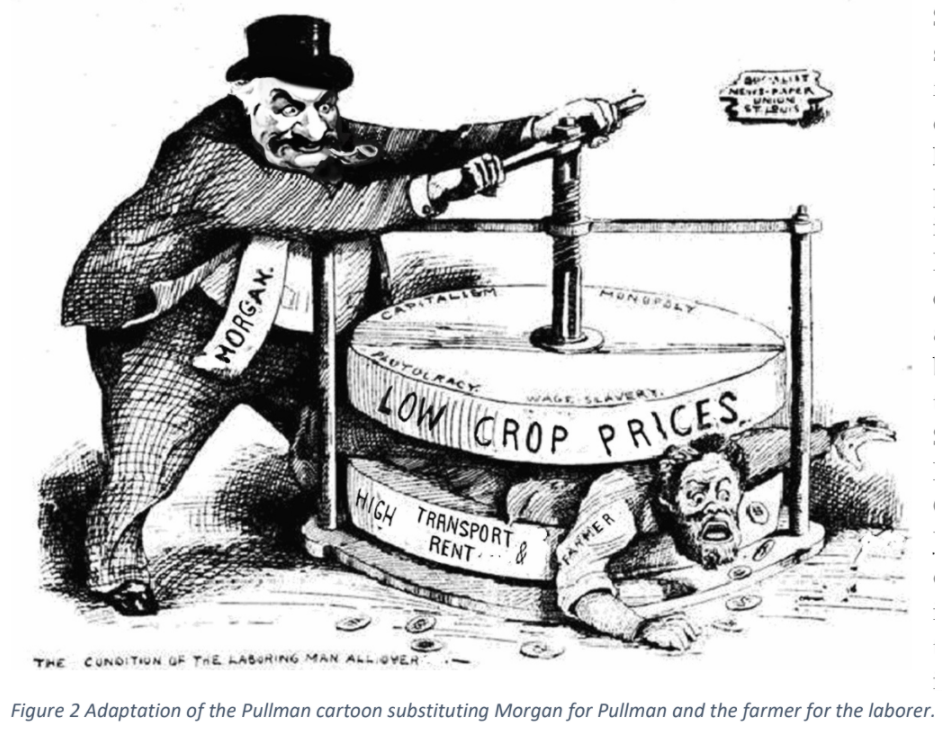 SOCIALIST
NEWS-PAPER
UNION
ST. LOUIS
MORGAN.
CAPITALISM
MONOPOLY
PLUTOCRACY.
WAGE-SLAVERY.
LOW CROP PRICES
HIGH TRANSPORT &
RENT...
FARMER
THE CONDITION OF THE LABORING MAN ALL OVER
Figure 2 Adaptation of the Pullman cartoon substituting Morgan for Pullman and the farmer for the laborer.